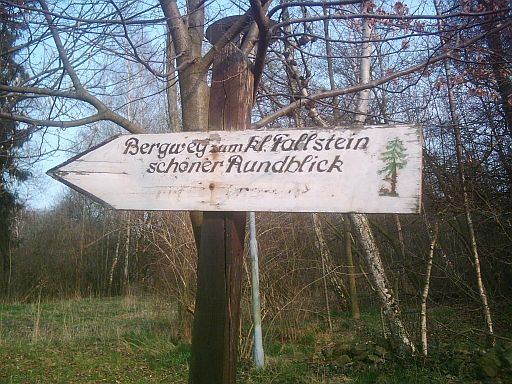 Bergweg zum kl. Fallstein
schöner Rundblick